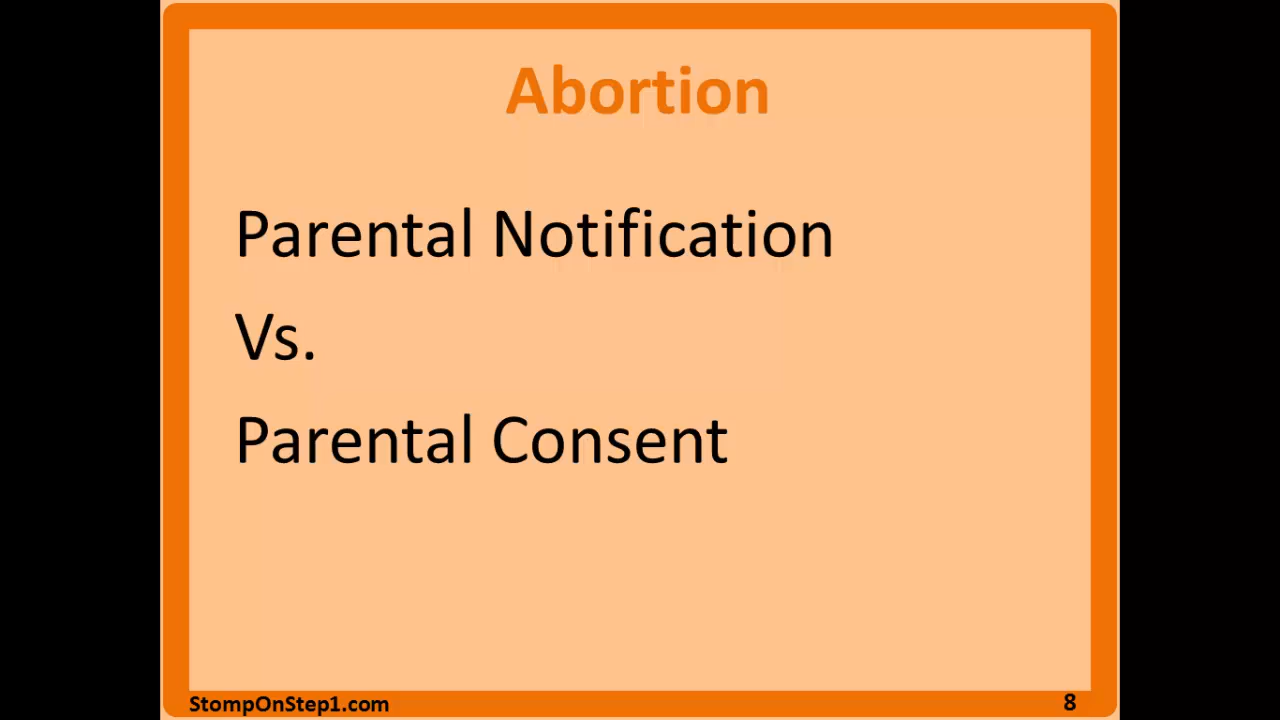 Abortion
Parental Notification
Vs.
Parental Consent
StompOnStep1.com
8